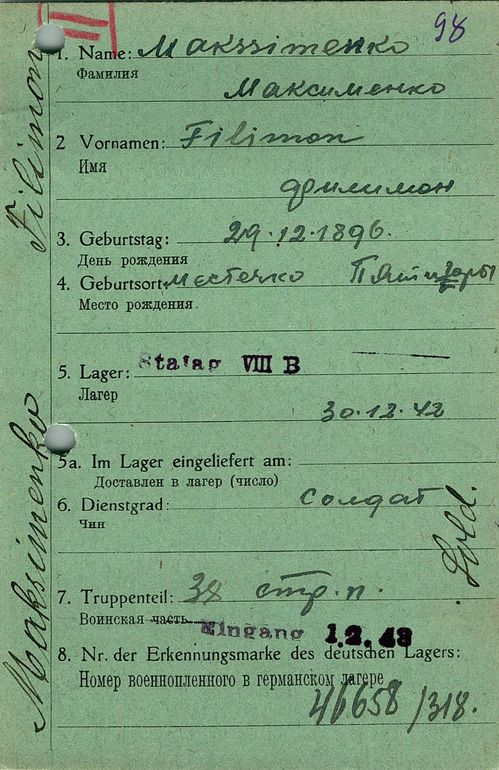 98
1. Name: Makssimenko
Фамилия
Максименко
2 Vornamen: Filimon
Имя
Филимон
3. Geburtstag: 29.12.1896.
День рождения
4. Geburtsort: местечко
Место рождения
5. Lager: Stalag VIII B
Лагер
30.12.42
5a. Im Lager eingeliefert am:
Доставлен в лагер (число)
6. Dienstgrad: солдат
Чин
7. Truppenteil: 38 стр. п.
Воинская часть
Eingang 1.2.43
8. Nr. der Erkennungsmarke des deutschen Lagers:
Номер военнопленного в германском лагере
46658/318.
Maksimenko Filimon
Sold.